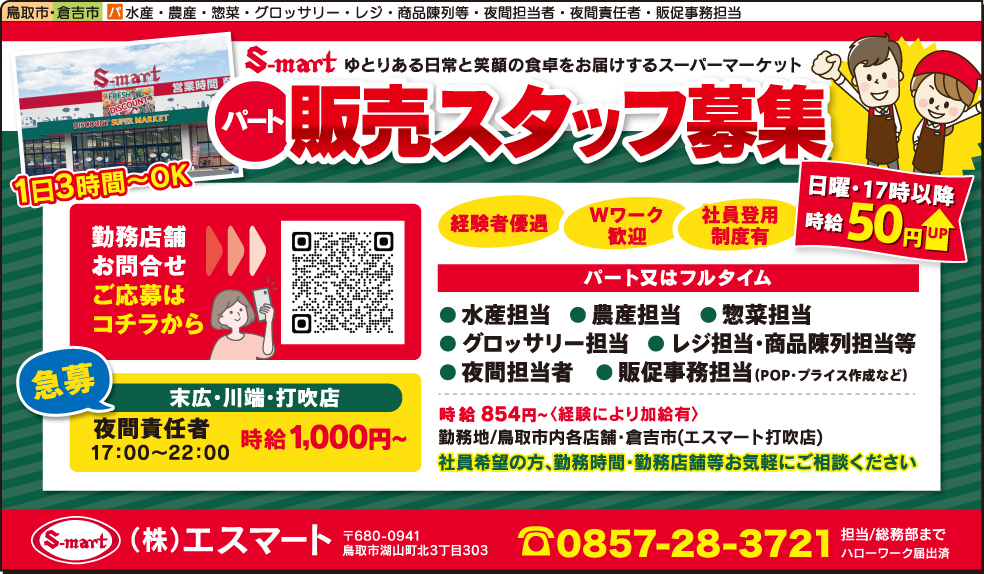 鳥取市・倉吉市 パ 水産・農産・惣菜・グロッサリー・レジ・商品陳列等・夜間担当者・夜間責任者・販促事務担当
S-mart
営業時間
FRESH & DISCOUNT
DISCOUNT SUPER MARKET
S-mart ゆとりある日常と笑顔の食卓をお届けするスーパーマーケット
パート 販売スタッフ募集
1日3時間〜OK
日曜・17時以降
時給50円UP
経験者優遇
Wワーク
歓迎
社員登用
制度有
勤務店舗
お問合せ
ご応募は
コチラから
パート又はフルタイム
●水産担当 ●農産担当 ●惣菜担当
●グロッサリー担当 ●レジ担当・商品陳列担当等
●夜間担当者 ●販促事務担当(POP・プライス作成など)
急募
末広・川端・打吹店
夜間責任者
17:00〜22:00
時給1,000円~
時給 854円~〈経験により加給有〉
勤務地/鳥取市内各店舗・倉吉市(エスマート打吹店)
社員希望の方、勤務時間・勤務店舗等お気軽にご相談ください
S-mart
(株)エスマート
〒680-0941
鳥取市湖山町北3丁目303
☎0857-28-3721
担当/総務部まで
ハローワーク届出済